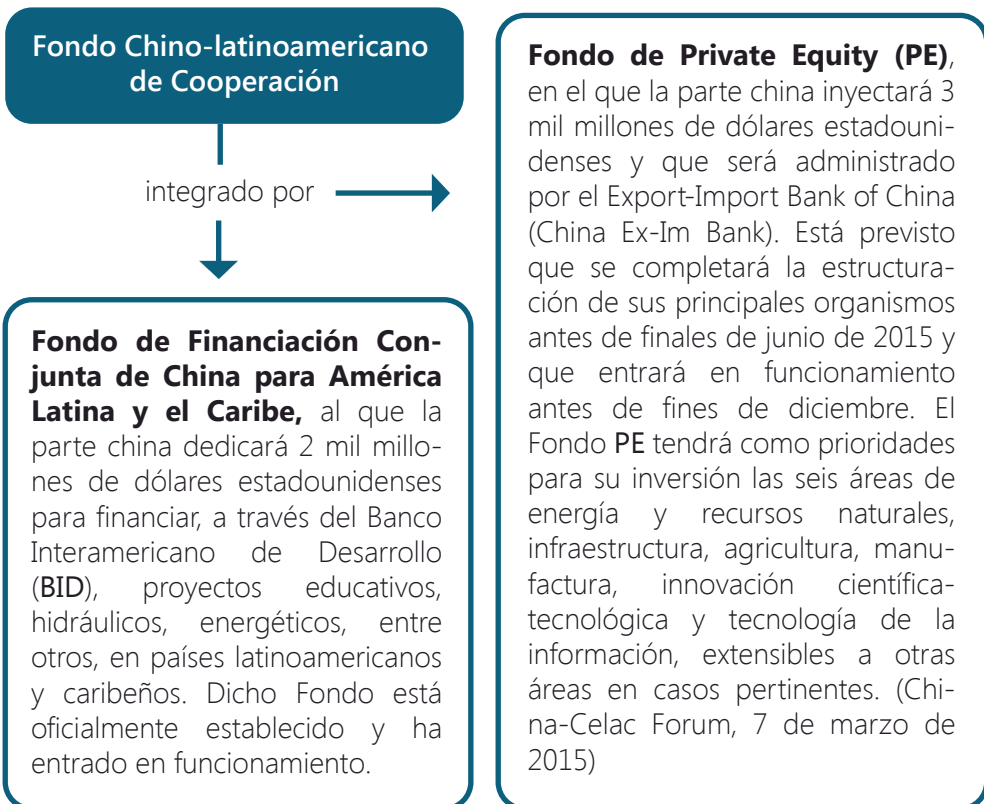 Fondo Chino-latinoamericano
de Cooperación
integrado por
Fondo de Financiación Con-
junta de China para América
Latina y el Caribe, al que la
parte china dedicará 2 mil millo-
nes de dólares estadounidenses
para financiar, a través del Banco
Interamericano de Desarrollo
(BID), proyectos educativos,
hidráulicos, energéticos, entre
otros, en países latinoamericanos
y caribeños. Dicho Fondo está
oficialmente establecido y ha
entrado en funcionamiento.
Fondo de Private Equity (PE),
en el que la parte china inyectará 3
mil millones de dólares estadouni-
denses y que será administrado
por el Export-Import Bank of China
(China Ex-Im Bank). Está previsto
que se completará la estructura-
ción de sus principales organismos
antes de finales de junio de 2015 y
que entrará en funcionamiento
antes de fines de diciembre. El
Fondo PE tendrá como prioridades
para su inversión las seis áreas de
energía y recursos naturales,
infraestructura, agricultura, manu-
factura, innovación científica-
tecnológica y tecnología de la
información, extensibles a otras
áreas en casos pertinentes. (Chi-
na-Celac Forum, 7 de marzo de
2015)